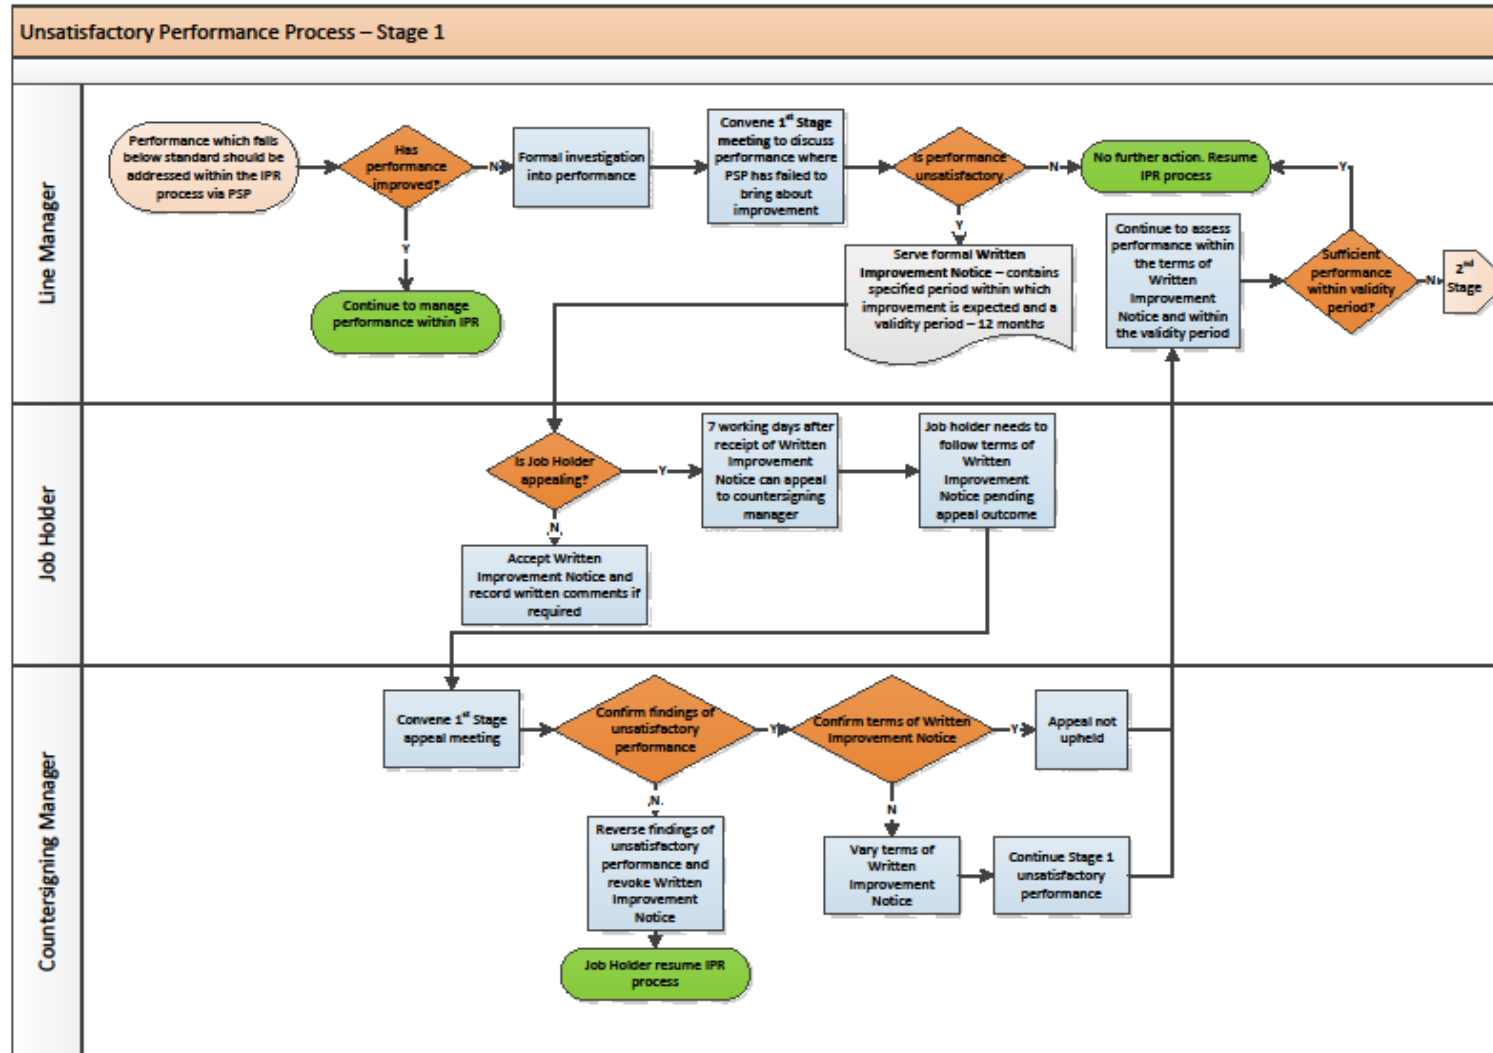 Unsatisfactory Performance Process – Stage 1
Line Manager
Performance which falls
below standard should be
addressed within the IPR
process via PSP
Has
performance
improved?
N
Y
Continue to manage
performance within IPR
Formal investigation
into performance
Convene 1st Stage
meeting to discuss
performance where
PSP has failed to
bring about
improvement
Is performance
unsatisfactory
N
Y
No further action. Resume
IPR process
Serve formal Written
Improvement Notice – contains
specified period within which
improvement is expected and a
validity period – 12 months
Continue to assess
performance within
the terms of
Written
Improvement
Notice and within
the validity period
Sufficient
performance
within validity
period?
Y
N
2nd
Stage
Job Holder
Is Job Holder
appealing?
Y
N
7 working days after
receipt of Written
Improvement
Notice can appeal
to countersigning
manager
Job holder needs to
follow terms of
Written
Improvement
Notice pending
appeal outcome
Accept Written
Improvement Notice and
record written comments if
required
Countersigning Manager
Convene 1st Stage
appeal meeting
Confirm findings of
unsatisfactory
performance
Y
N
Confirm terms of Written
Improvement Notice
Y
N
Appeal not
upheld
Reverse findings of
unsatisfactory
performance and
revoke Written
Improvement
Notice
Vary terms of
Written
Improvement
Notice
Continue Stage 1
unsatisfactory
performance
Job Holder resume IPR
process